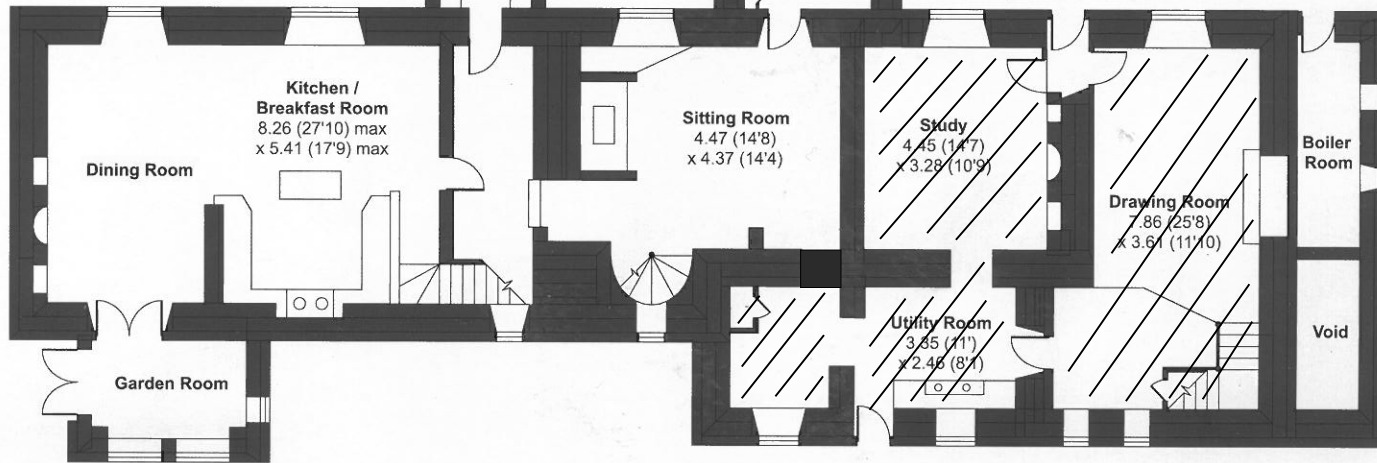 Kitchen /
Breakfast Room
8.26 (27'10) max
x 5.41 (17'9) max
Dining Room
Garden Room
Sitting Room
4.47 (14'8)
x 4.37 (14'4)
Study
4.45 (14'7)
x 3.28 (10'9)
Utility Room
3.35 (11')
x 2.46 (8'1)
Drawing Room
7.86 (25'8)
x 3.61 (11'10)
Boiler
Room
Void